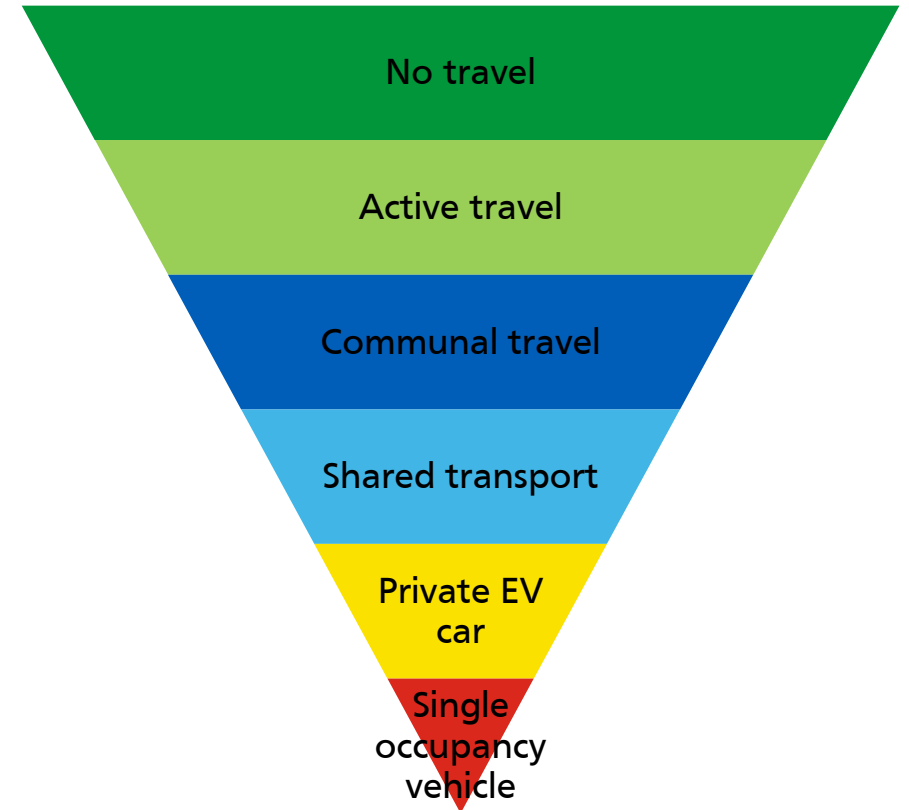 No travel
Active travel
Communal travel
Shared transport
Private EV
car
Single
occupancy
vehicle